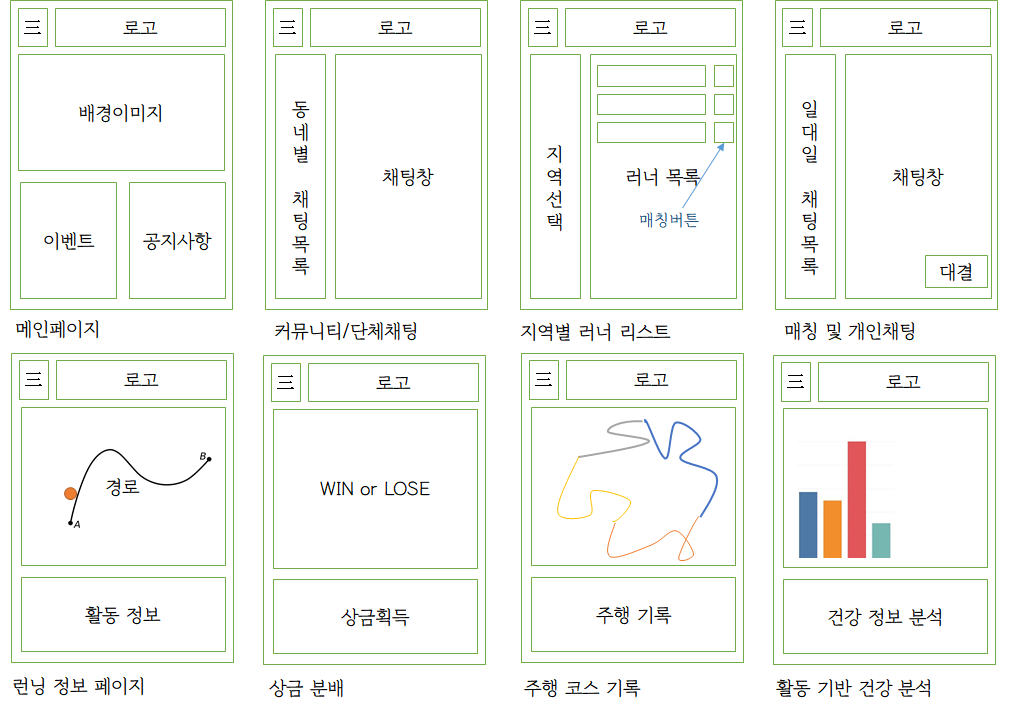 三
로고
배경이미지
이벤트
공지사항
메인페이지
三
로고
동네별 채팅목록
채팅창
커뮤니티/단체채팅
三
로고
지역선택
러너 목록
매칭버튼
지역별 러너 리스트
三
로고
일대일 채팅목록
채팅창
대결
매칭 및 개인채팅
三
로고
B
경로
A
활동 정보
런닝 정보 페이지
三
로고
WIN or LOSE
상금획득
상금 분배
三
로고
주행 기록
주행 코스 기록
三
로고
건강 정보 분석
활동 기반 건강 분석